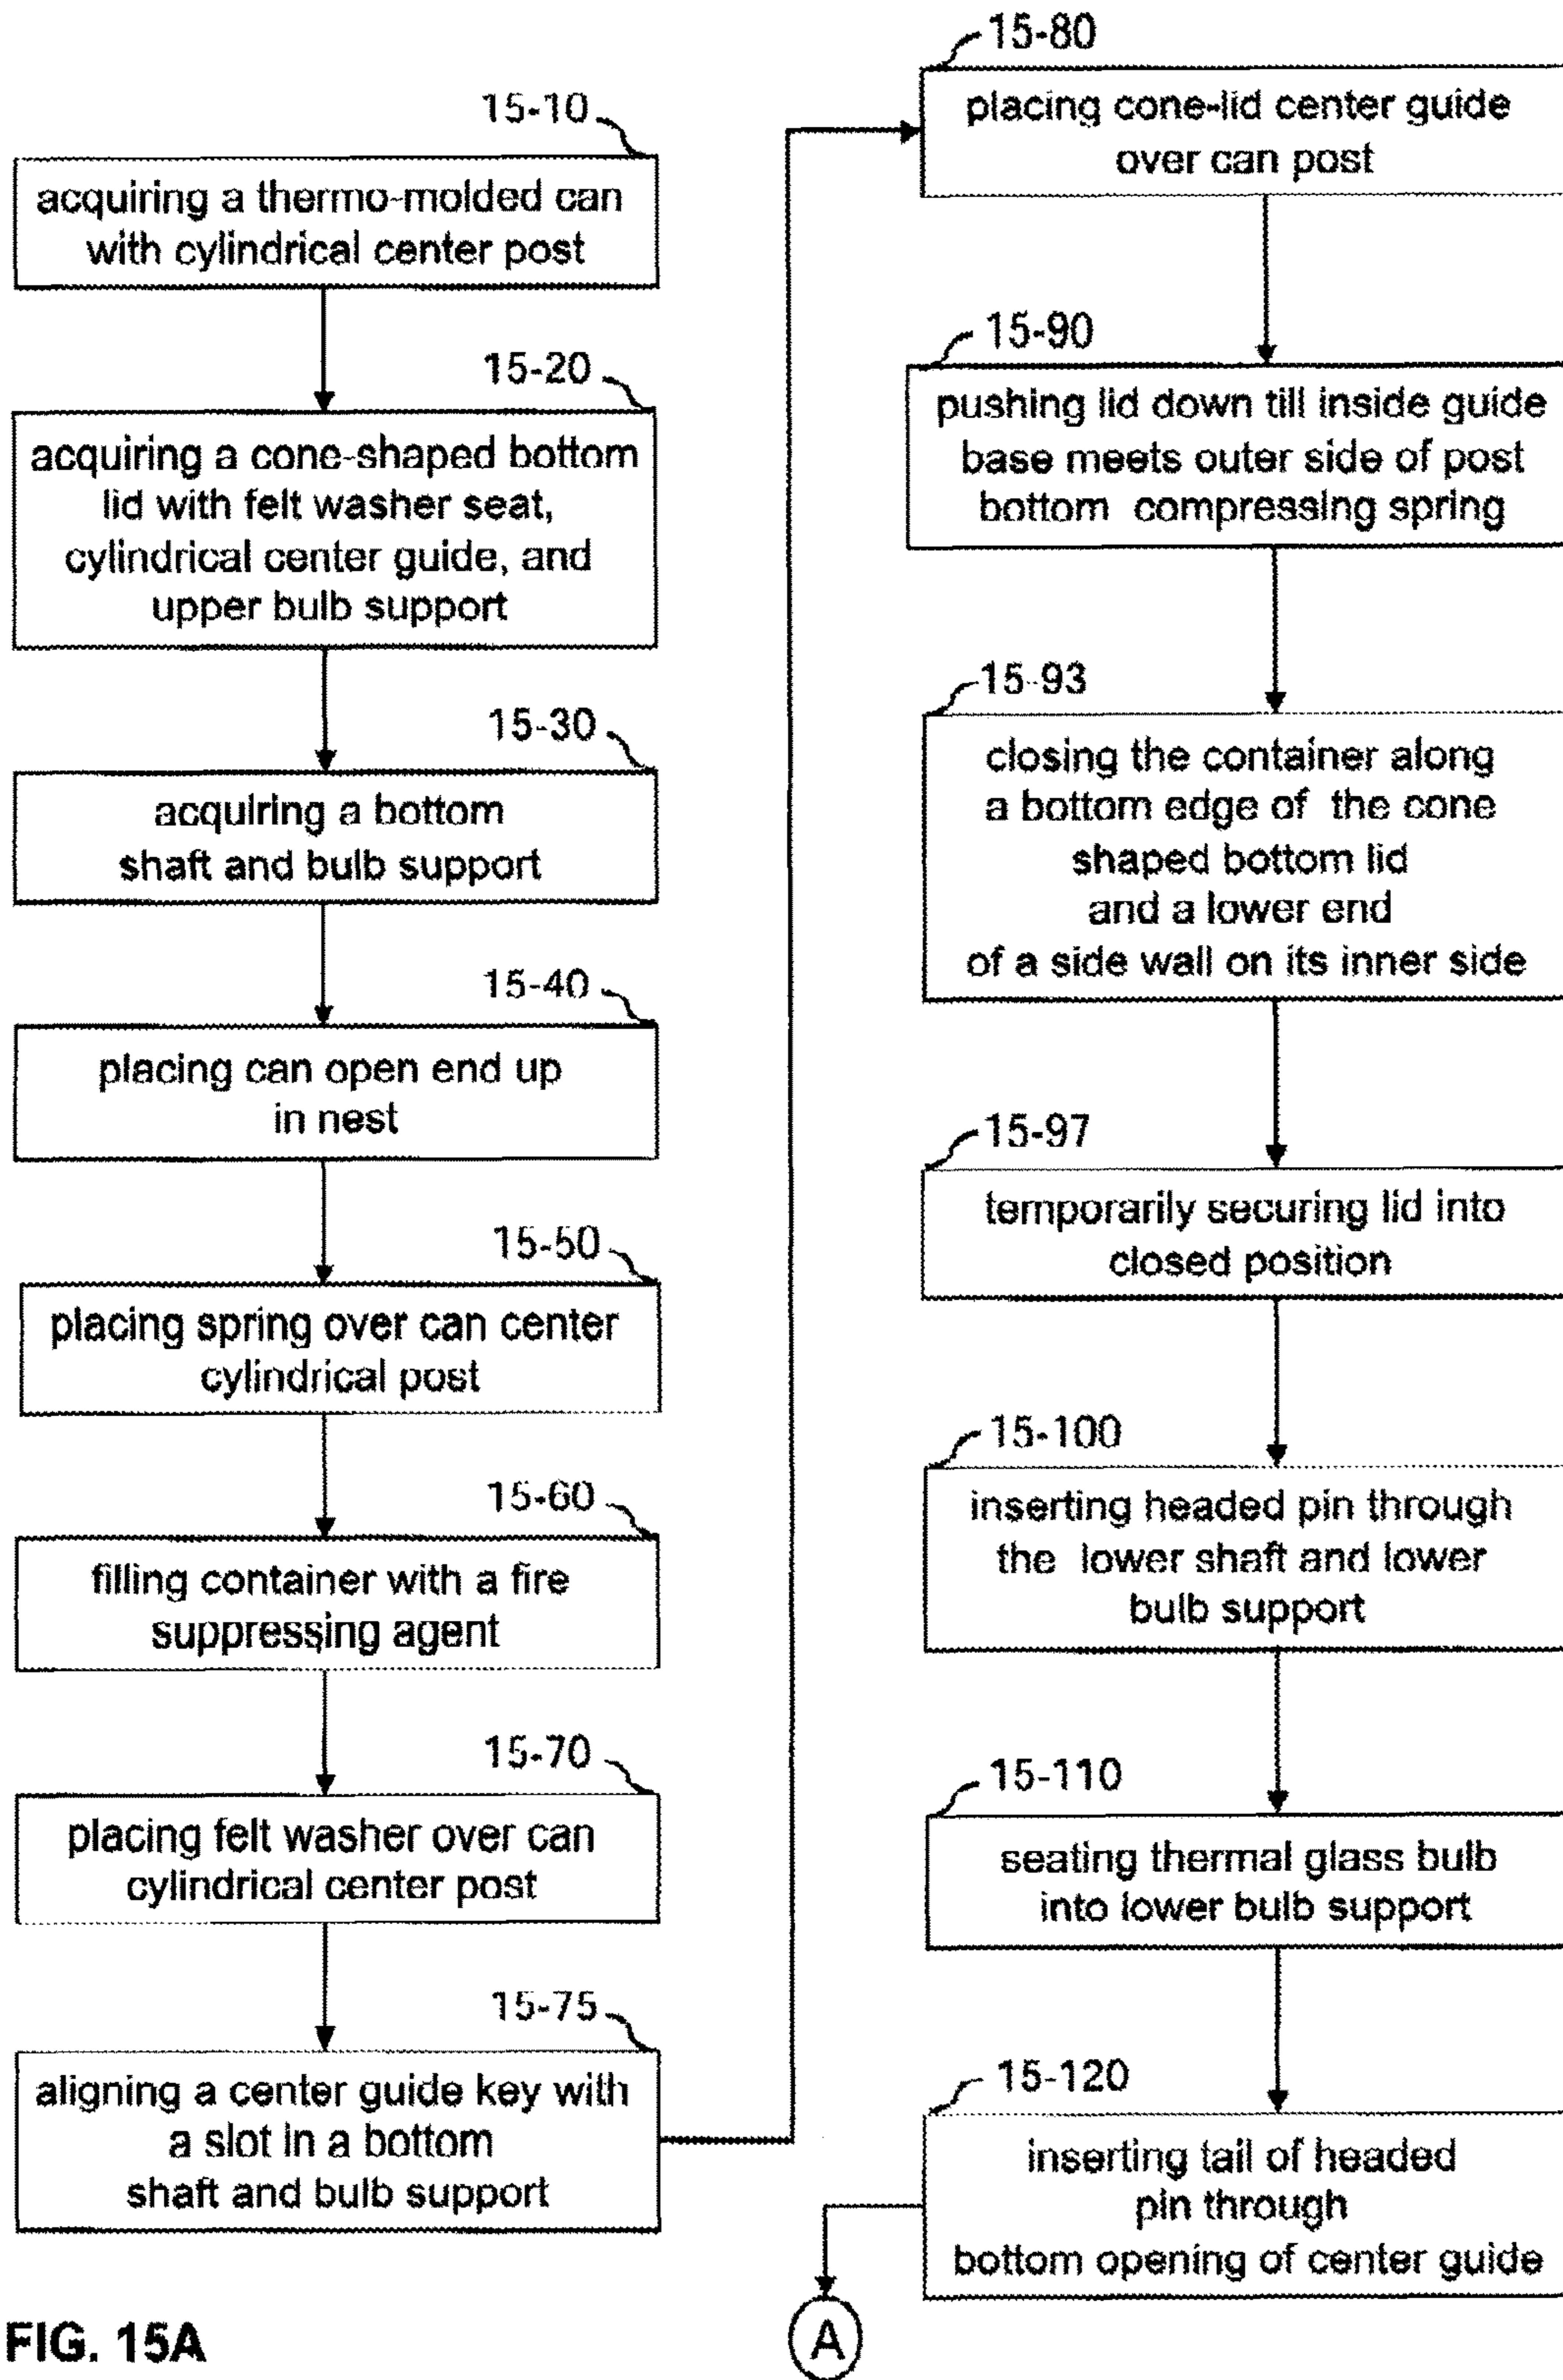 15-10
acquiring a thermo-molded can
with cylindrical center post
15-20
acquiring a cone-shaped bottom
lid with felt washer seat,
cylindrical center guide, and
upper bulb support
15-30
acquiring a bottom
shaft and bulb support
15-40
placing can open end up
in nest
15-50
placing spring over can center
cylindrical post
15-60
filling container with a fire
suppressing agent
15-70
placing felt washer over can
cylindrical center post
15-75
aligning a center guide key with
a slot in a bottom
shaft and bulb support
15-80
placing cone-lid center guide
over can post
15-90
pushing lid down till inside guide
base meets outer side of post
bottom compressing spring
15-93
closing the container along
a bottom edge of the cone
shaped bottom lid
and a lower end
of a side wall on its inner side
15-97
temporarily securing lid into
closed position
15-100
inserting headed pin through
the lower shaft and lower
bulb support
15-110
seating thermal glass bulb
into lower bulb support
15-120
inserting tail of headed
pin through
bottom opening of center guide
A
FIG. 15A